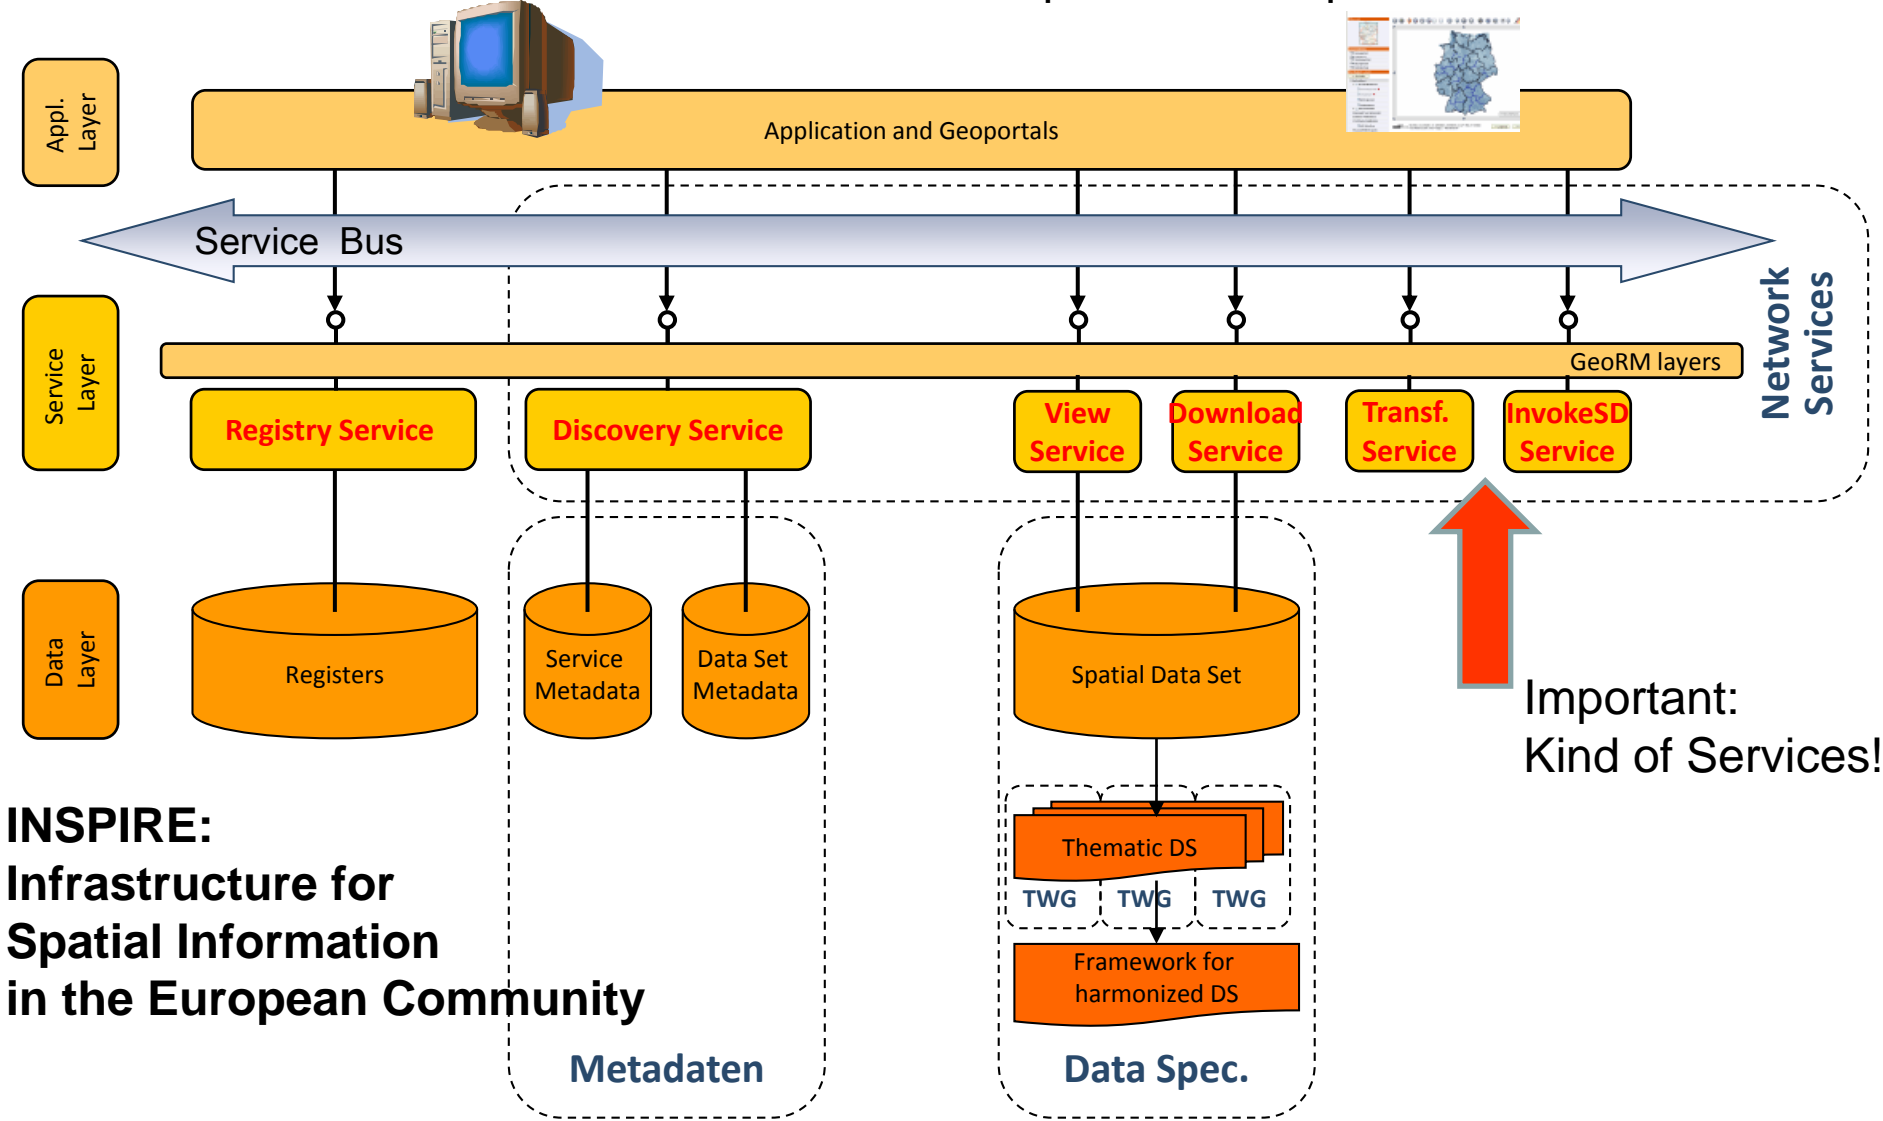 Appl.
Layer
Application and Geoportals
Service  Bus
Network
Services
Service
Layer
GeoRM layers
Registry Service
Discovery Service
View
Service
Download
Service
Transf.
Service
InvokeSD
Service
Data
Layer
Registers
Service
Metadata
Data Set
Metadata
Spatial Data Set
Important:
Kind of Services!
INSPIRE:
Infrastructure for
Spatial Information
in the European Community
Thematic DS
TWG
TWG
TWG
Framework for
harmonized DS
Metadaten
Data Spec.